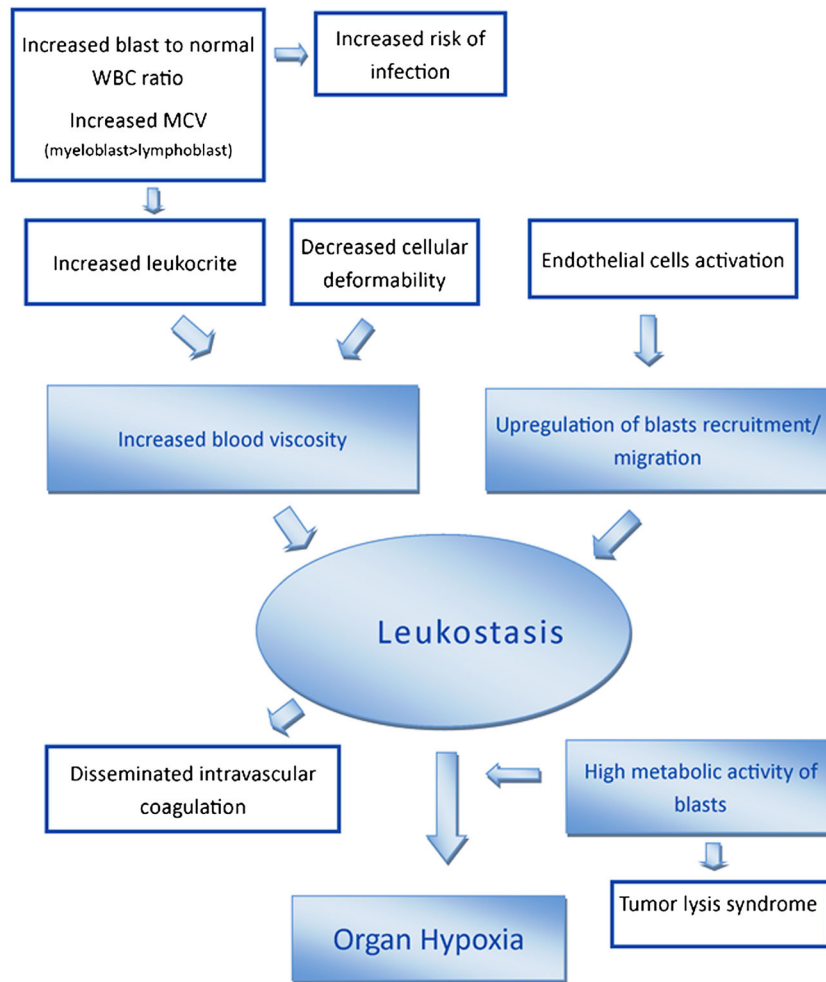 Increased blast to normal
WBC ratio
Increased MCV
(myeloblast>lymphoblast)
Increased risk of
infection
Increased leukocrite
Decreased cellular
deformability
Endothelial cells activation
Increased blood viscosity
Upregulation of blasts recruitment/
migration
Leukostasis
Disseminated intravascular
coagulation
High metabolic activity of
blasts
Tumor lysis syndrome
Organ Hypoxia